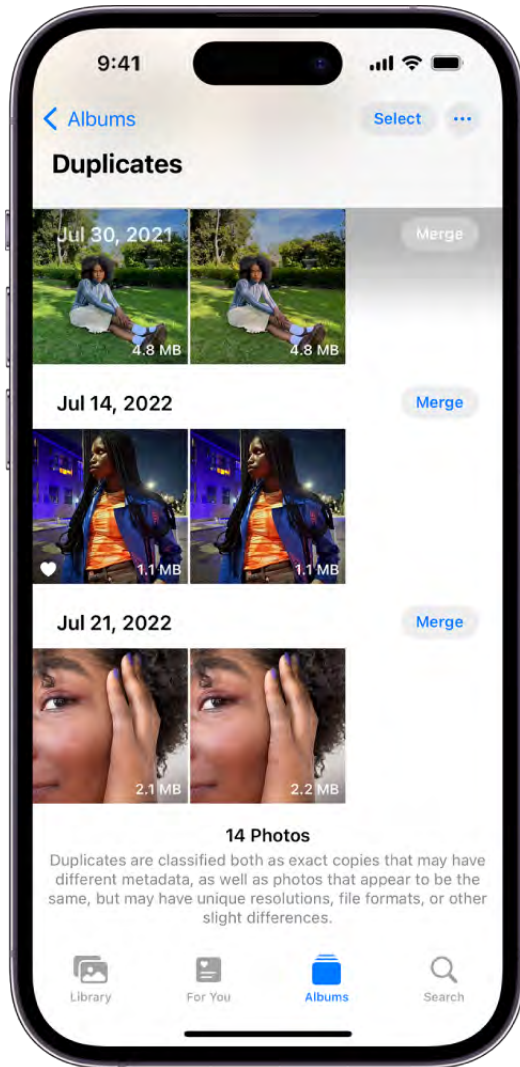 9:41
Albums
Select ...
Duplicates
Jul 30, 2021 Merge
4.8 MB 4.8 MB
Jul 14, 2022 Merge
1.1 MB 1.1 MB
Jul 21, 2022 Merge
2.1 MB 2.2 MB
14 Photos
Duplicates are classified both as exact copies that may have
different metadata, as well as photos that appear to be the
same, but may have unique resolutions, file formats, or other
slight differences.
Library For You Albums Search